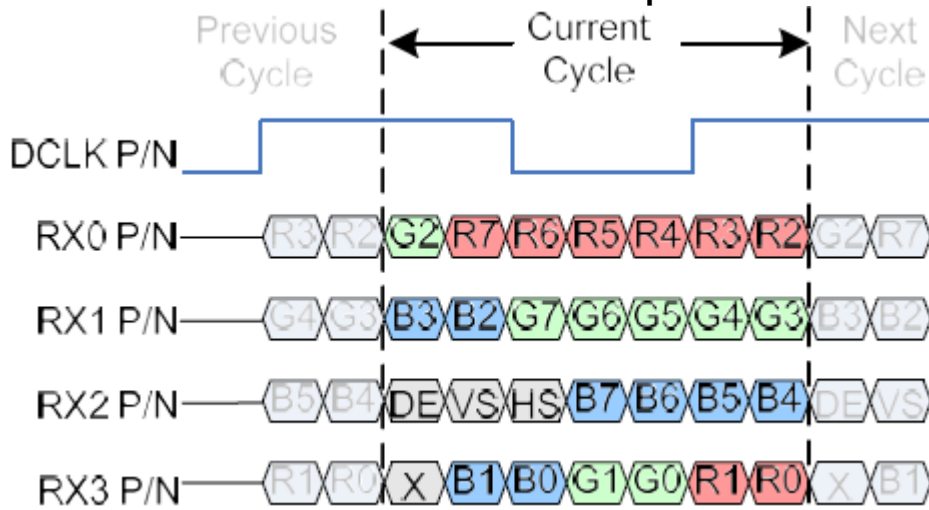 Previous Cycle
Current Cycle
Next Cycle
DCLK P/N
RX0 P/N R3 R2 G2 R7 R6 R5 R4 R3 R2 G2 R7
RX1 P/N G4 G3 B3 B2 G7 G6 G5 G4 G3 B3 B2
RX2 P/N B5 B4 DE VS HS B7 B6 B5 B4 DE VS
RX3 P/N R1 R0 X B1 B0 G1 G0 R1 R0 X B1